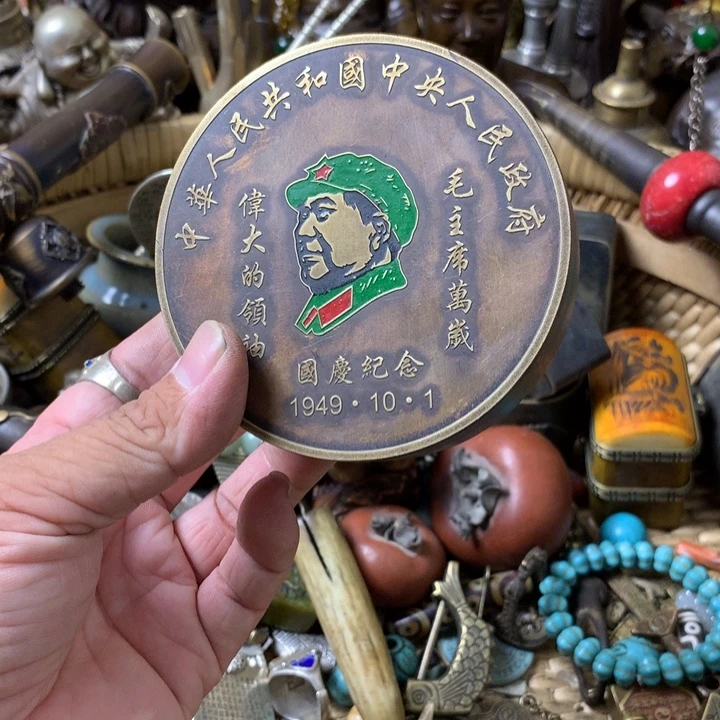 中華人民共和國中央人民政府
偉大的領袖
毛主席萬歲
國慶紀念
1949·10·1